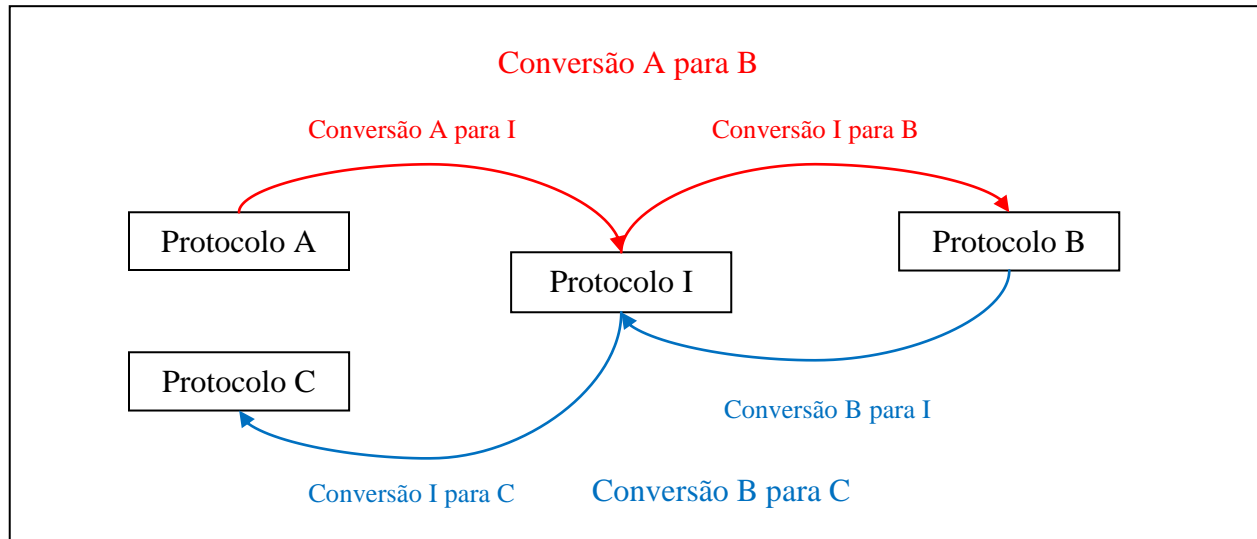 Conversão A para B
Conversão A para I
Conversão I para B
Protocolo A
Protocolo B
Protocolo I
Protocolo C
Conversão B para I
Conversão I para C
Conversão B para C